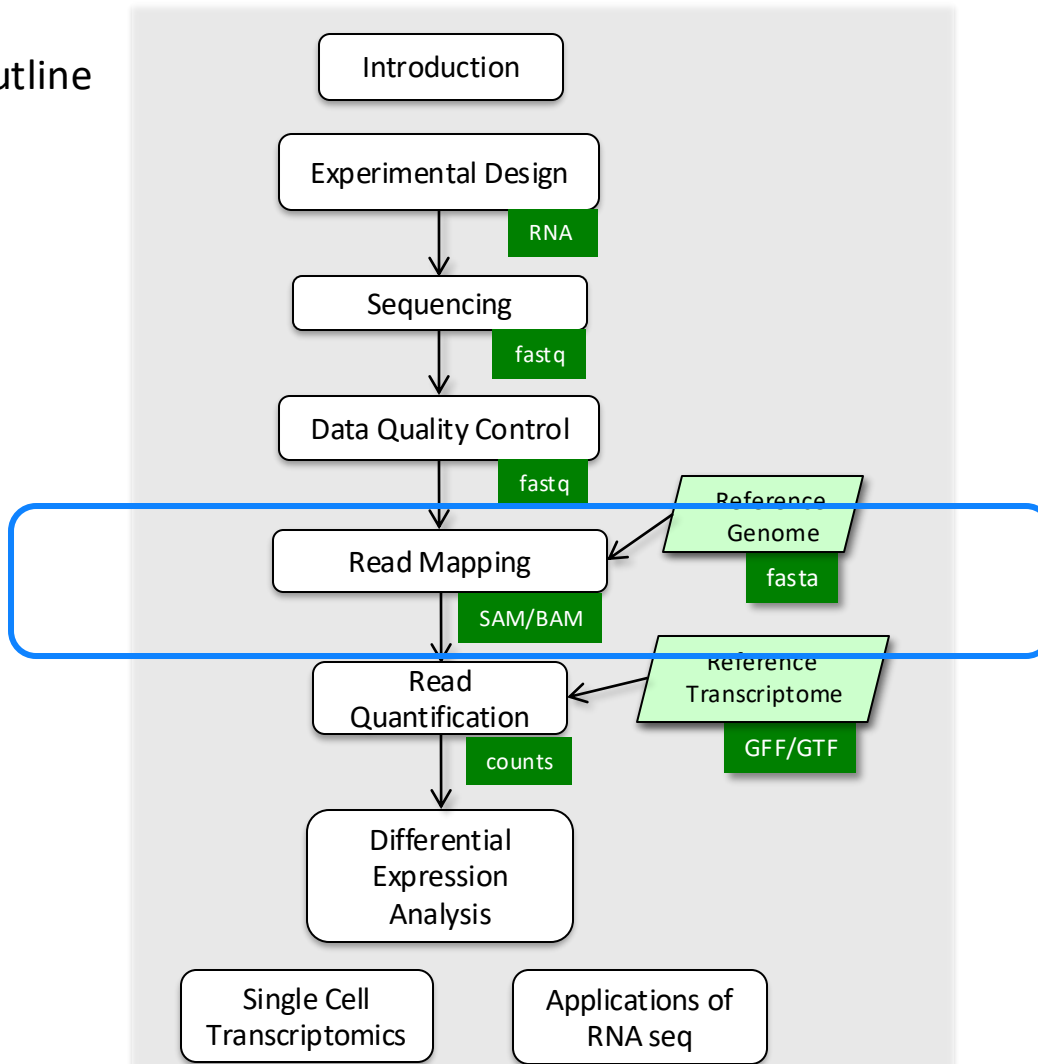 utline
Introduction
Experimental Design
RNA
Sequencing
fastq
Data Quality Control
fastq
Reference
Genome
Read Mapping
fasta
SAM/BAM
Reference
Transcriptome
Read
Quantification
GFF/GTF
counts
Differential
Expression
Analysis
Single Cell
Transcriptomics
Applications of
RNA seq